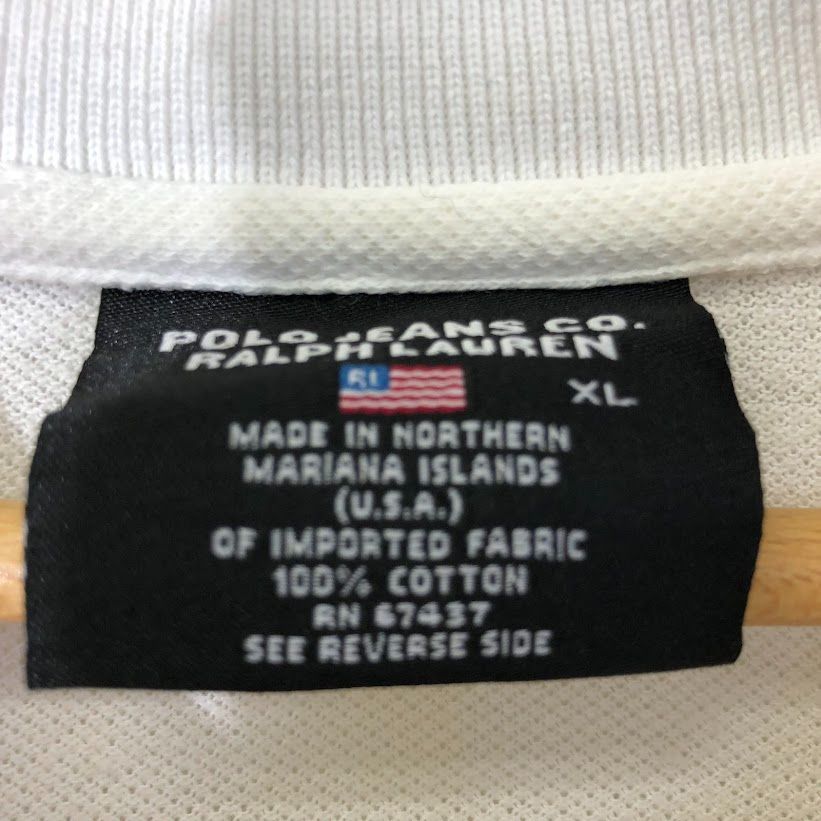 POLO JEANS CO.
RALPH LAUREN
RL
XL
MADE IN NORTHERN
MARIANA ISLANDS
(U.S.A.)
OF IMPORTED FABRIC
100% COTTON
RN 67437
SEE REVERSE SIDE